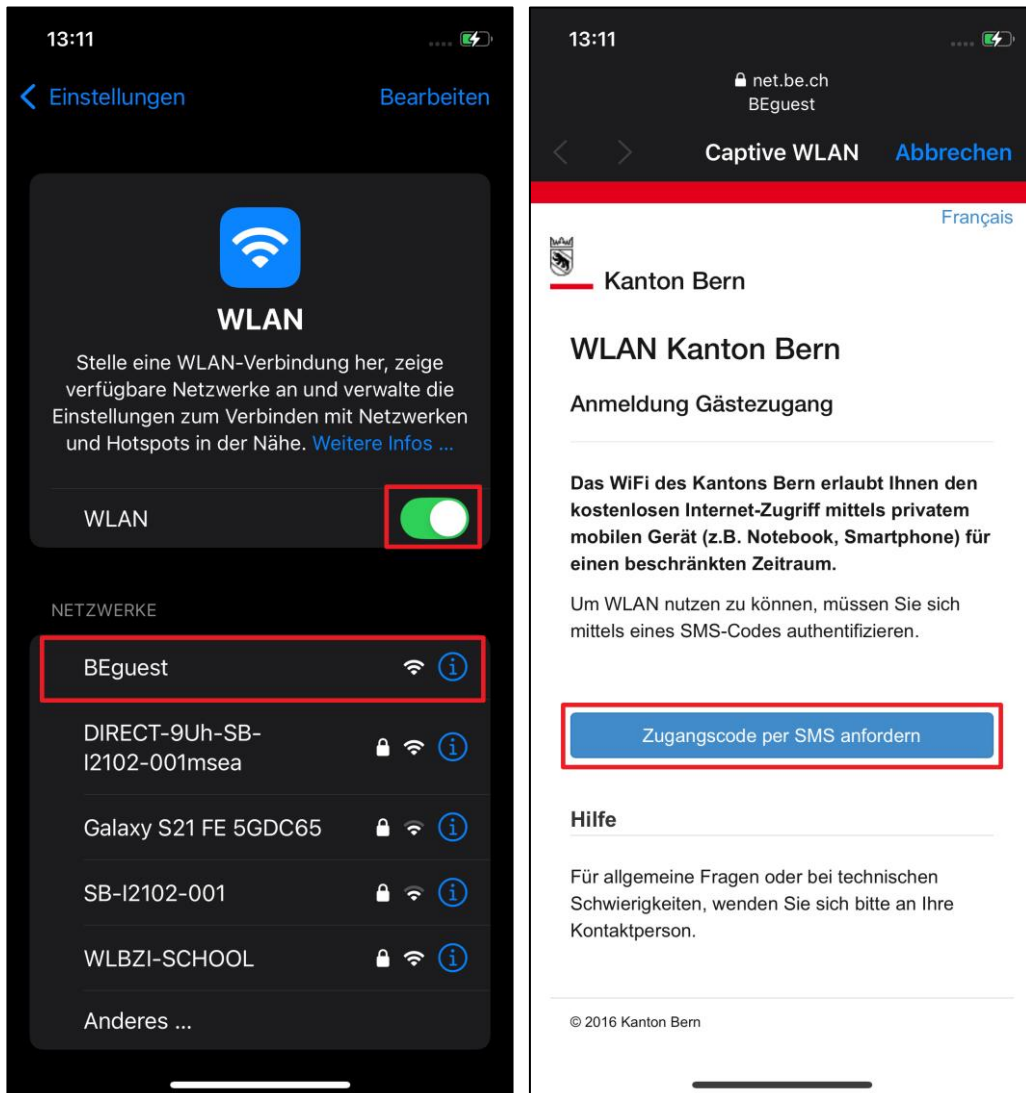 13:11
Einstellungen
Bearbeiten
WLAN
Stelle eine WLAN-Verbindung her, zeige
verfügbare Netzwerke an und verwalte die
Einstellungen zum Verbinden mit Netzwerken
und Hotspots in der Nähe. Weitere Infos ...
WLAN
NETZWERKE
BEguest
DIRECT-9Uh-SB-
I2102-001msea
Galaxy S21 FE 5GDC65
SB-I2102-001
WLBZI-SCHOOL
Anderes ...
13:11
net.be.ch
BEguest
Captive WLAN
Abbrechen
Français
Kanton Bern
WLAN Kanton Bern
Anmeldung Gästezugang
Das WiFi des Kantons Bern erlaubt Ihnen den
kostenlosen Internet-Zugriff mittels privatem
mobilen Gerät (z.B. Notebook, Smartphone) für
einen beschränkten Zeitraum.
Um WLAN nutzen zu können, müssen Sie sich
mittels eines SMS-Codes authentifizieren.
Zugangscode per SMS anfordern
Hilfe
Für allgemeine Fragen oder bei technischen
Schwierigkeiten, wenden Sie sich bitte an Ihre
Kontaktperson.
© 2016 Kanton Bern